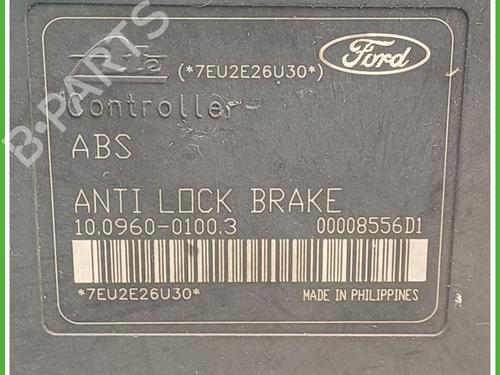 (*7EU2E26U30*)
Ford
Controller
ABS
ANTI LOCK BRAKE
10.0960-0100.3 00008556D1
*7EU2E26U30*
MADE IN PHILIPPINES
B-PARTS